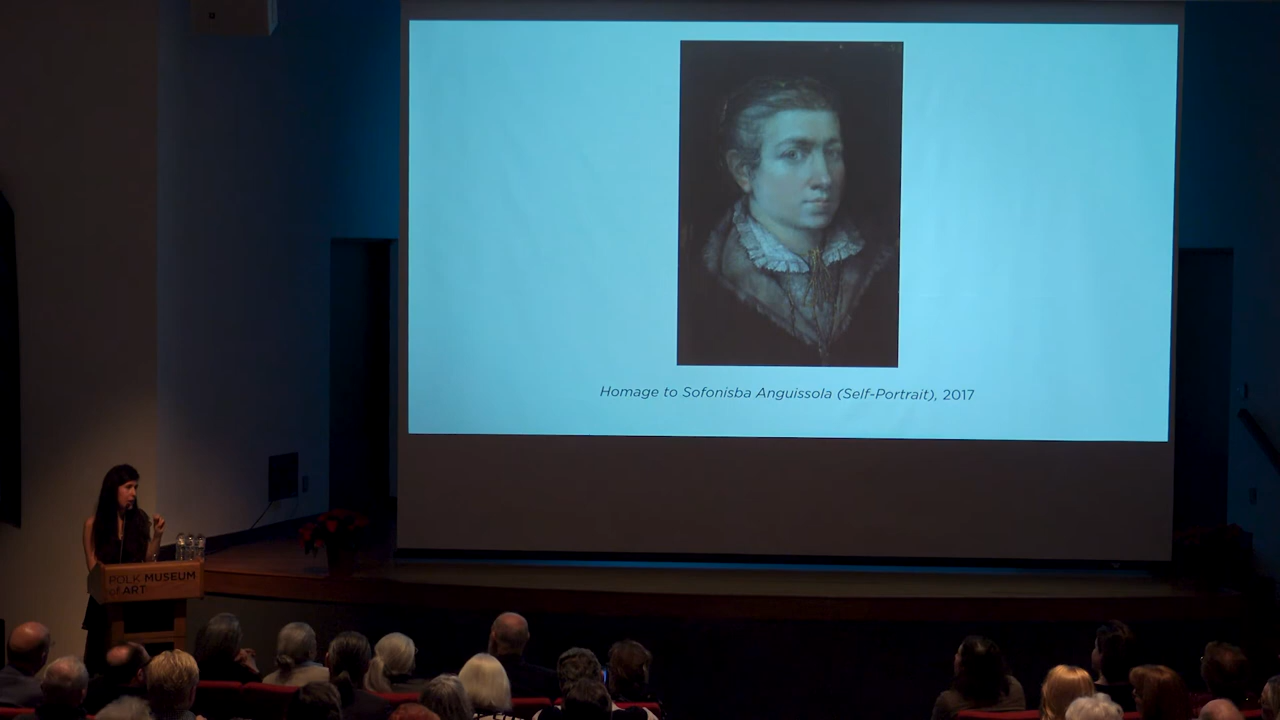 Homage to Sofonisba Anguissola (Self-Portrait), 2017
POLK MUSEUM
of ART